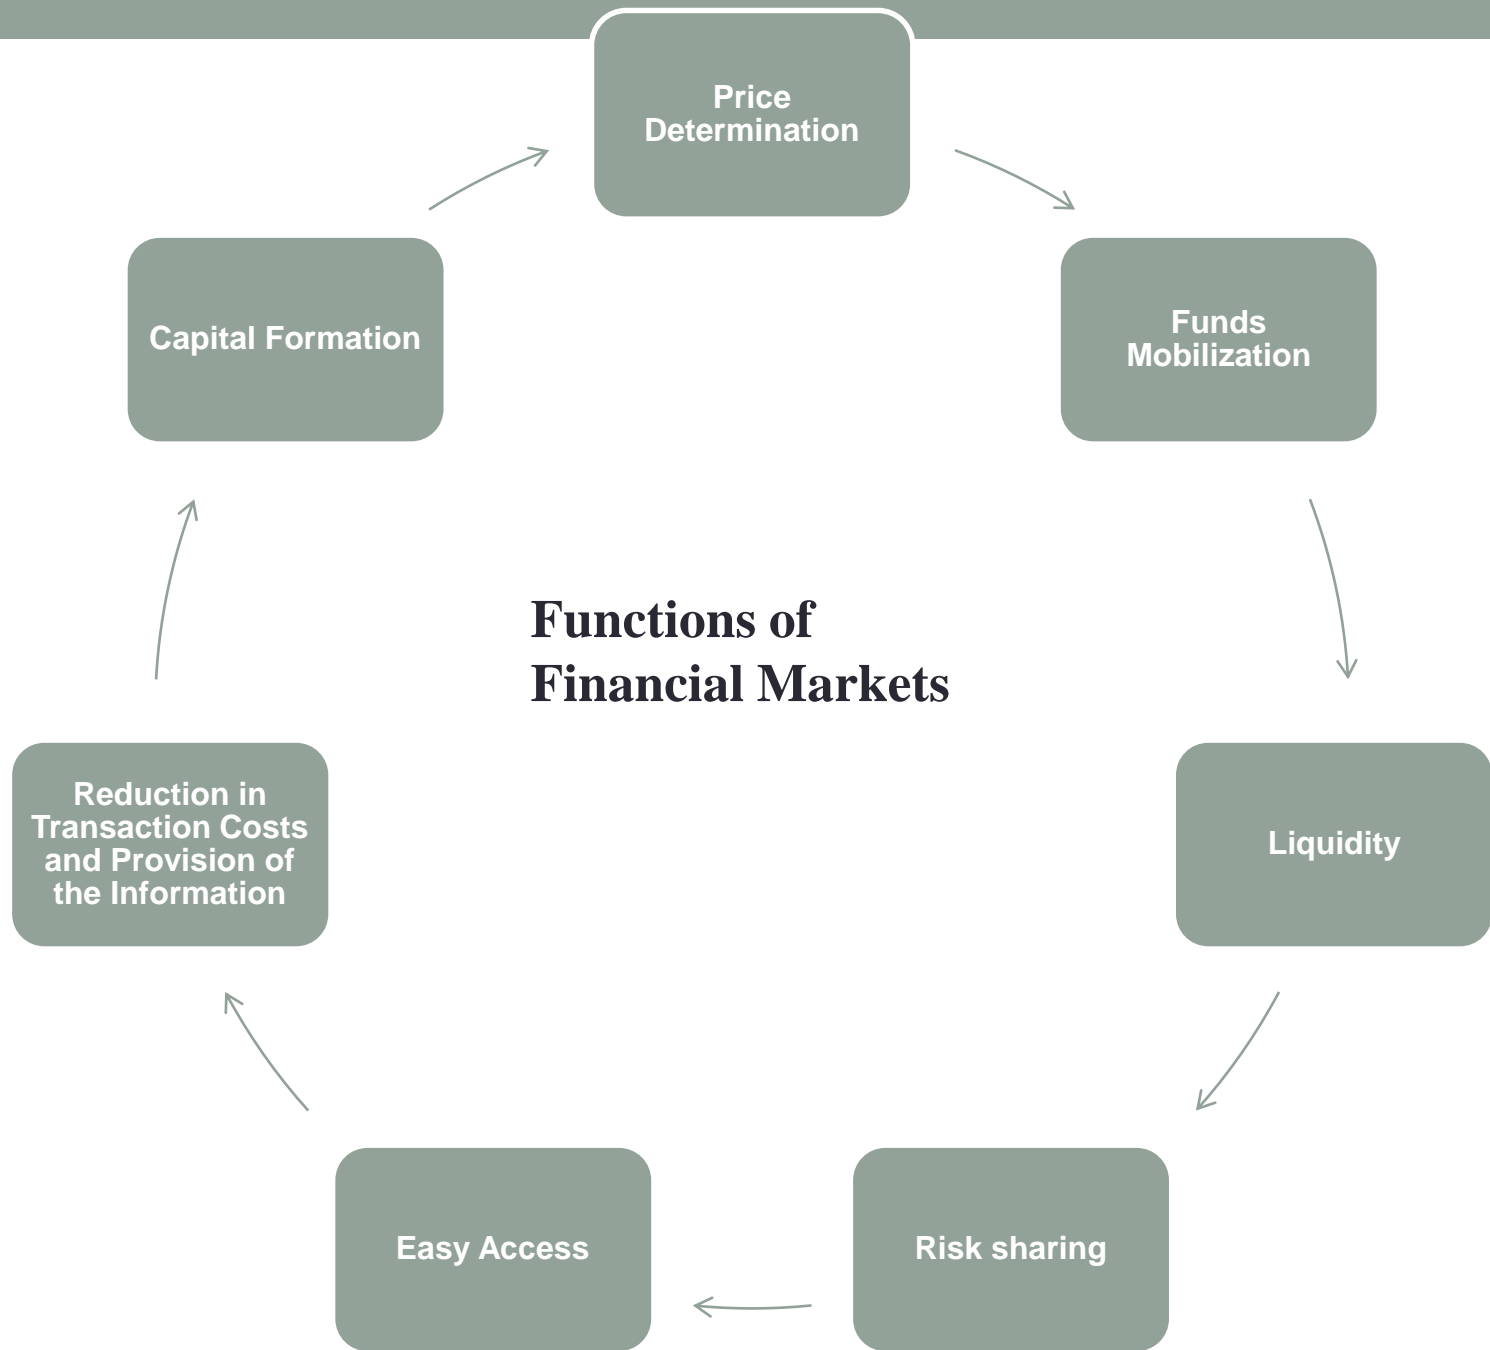 Price
Determination
Funds
Mobilization
Liquidity
Risk sharing
Easy Access
Reduction in
Transaction Costs
and Provision of
the Information
Capital Formation
Functions of
Financial Markets